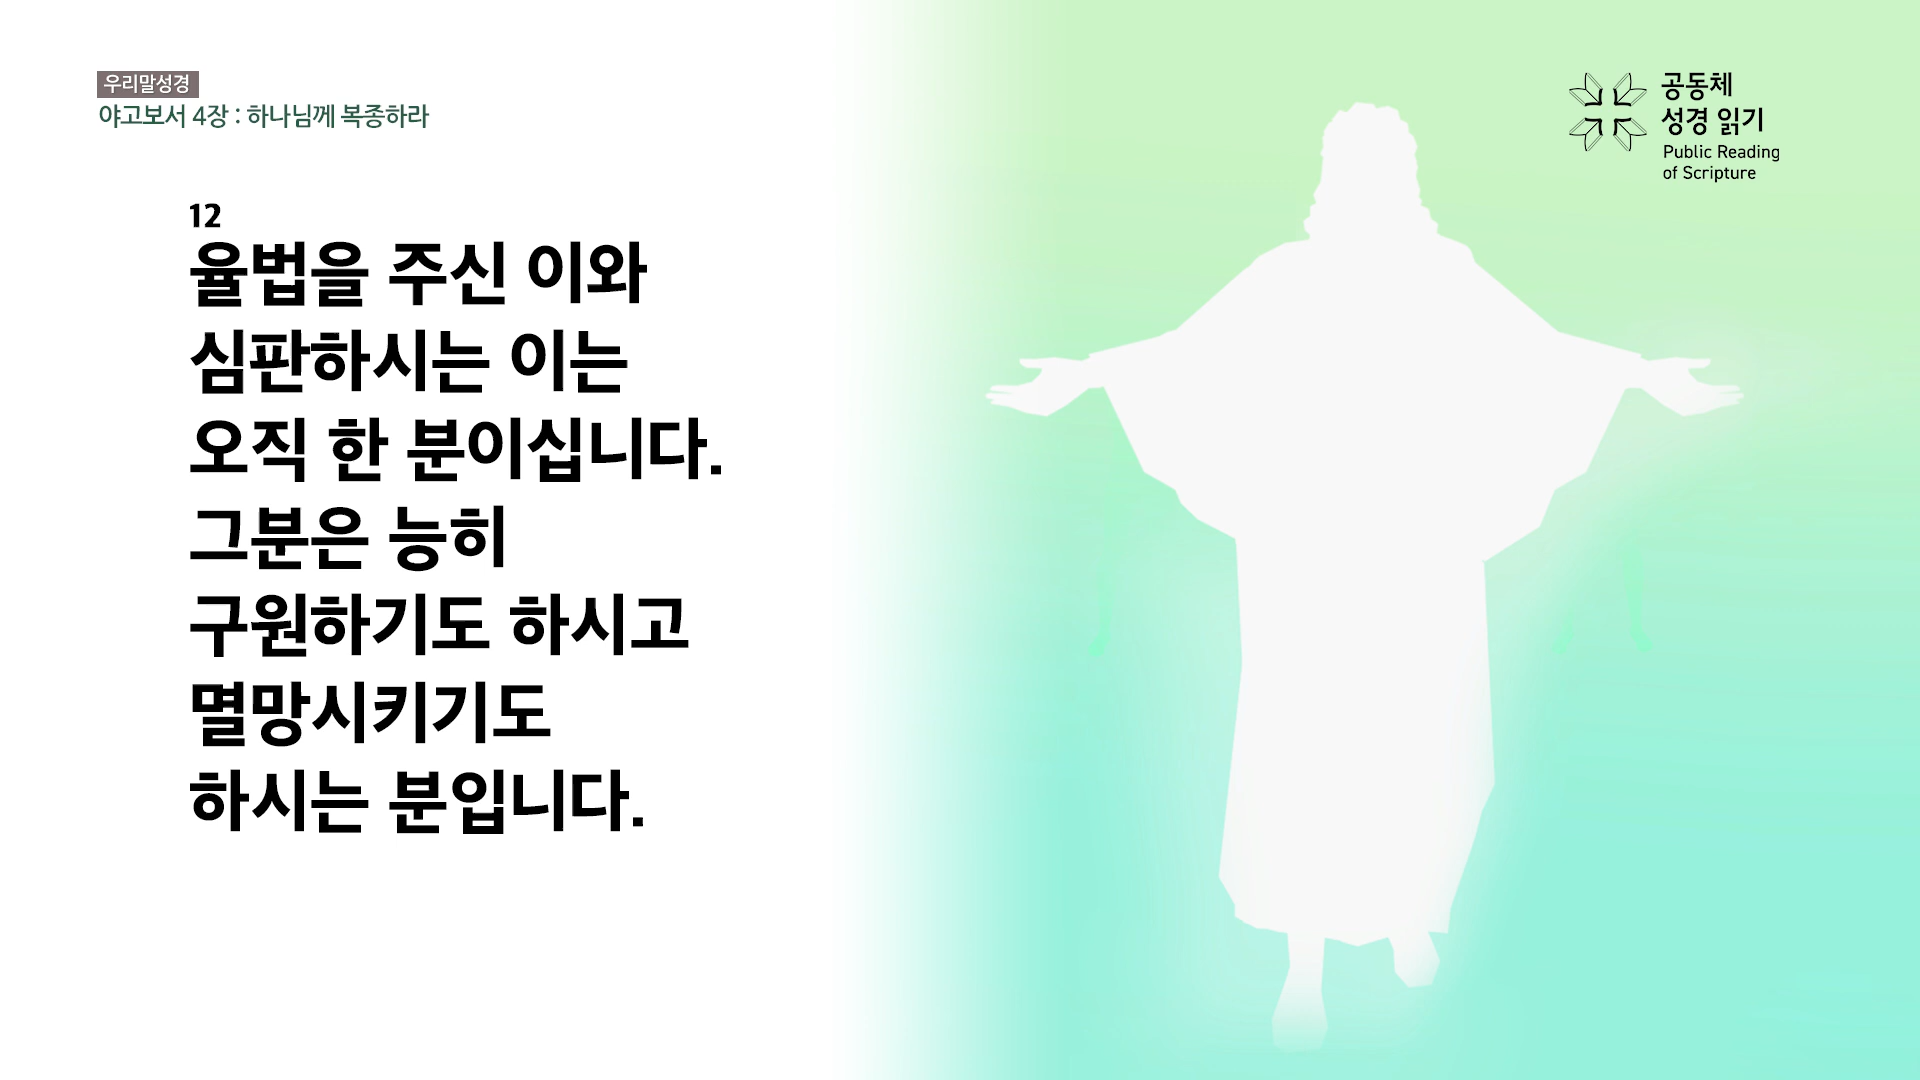 우리말성경
야고보서 4장 : 하나님께 복종하라
공동체
성경 읽기
Public Reading
of Scripture
12
율법을 주신 이와
심판하시는 이는
오직 한 분이십니다.
그분은 능히
구원하기도 하시고
멸망시키기도
하시는 분입니다.